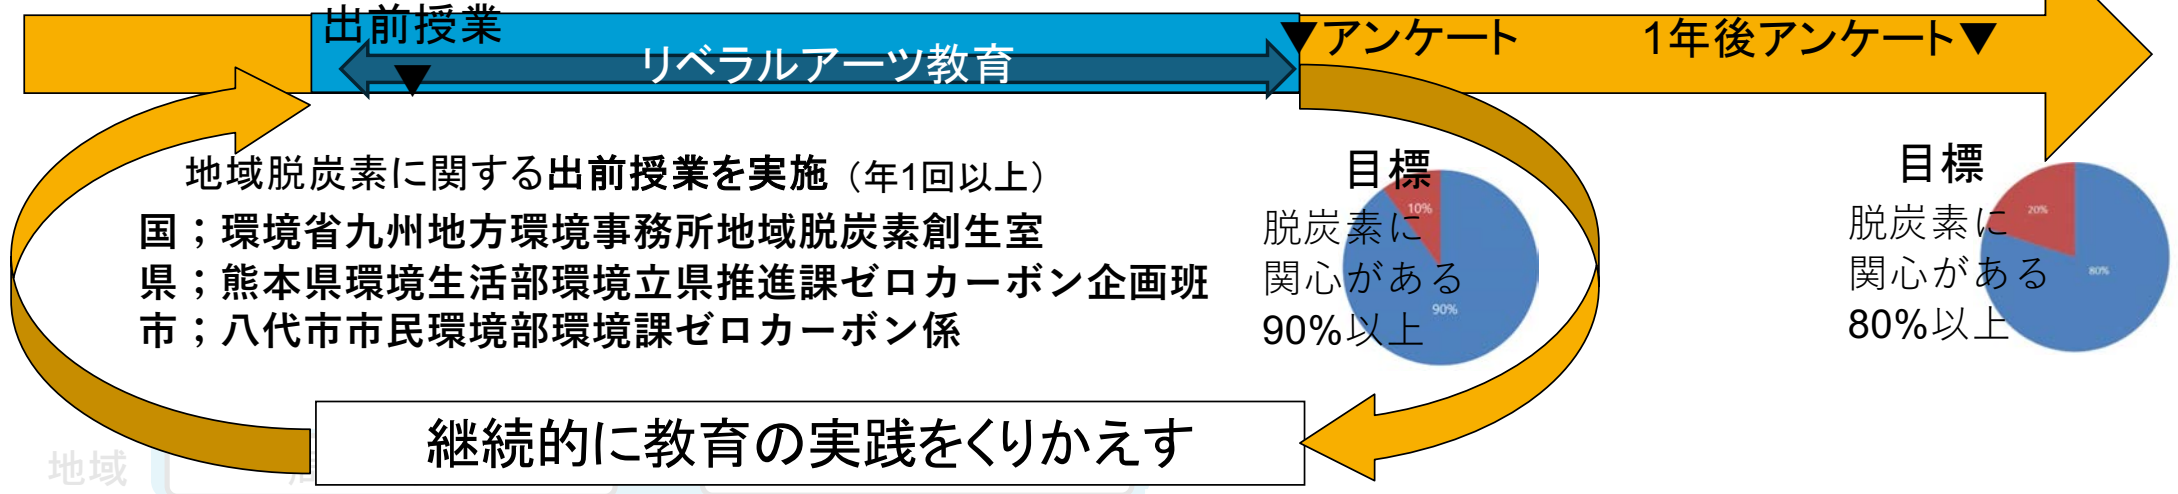 出前授業
リベラルアーツ教育
▼アンケート
1年後アンケート▼
▼
地域脱炭素に関する出前授業を実施（年1回以上）
国；環境省九州地方環境事務所地域脱炭素創生室
県；熊本県環境生活部環境立県推進課ゼロカーボン企画班
市；八代市市民環境部環境課ゼロカーボン係
目標
脱炭素に
関心がある
90%以上
10%
90%
目標
脱炭素に
関心がある
80%以上
20%
80%
継続的に教育の実践をくりかえす
地域